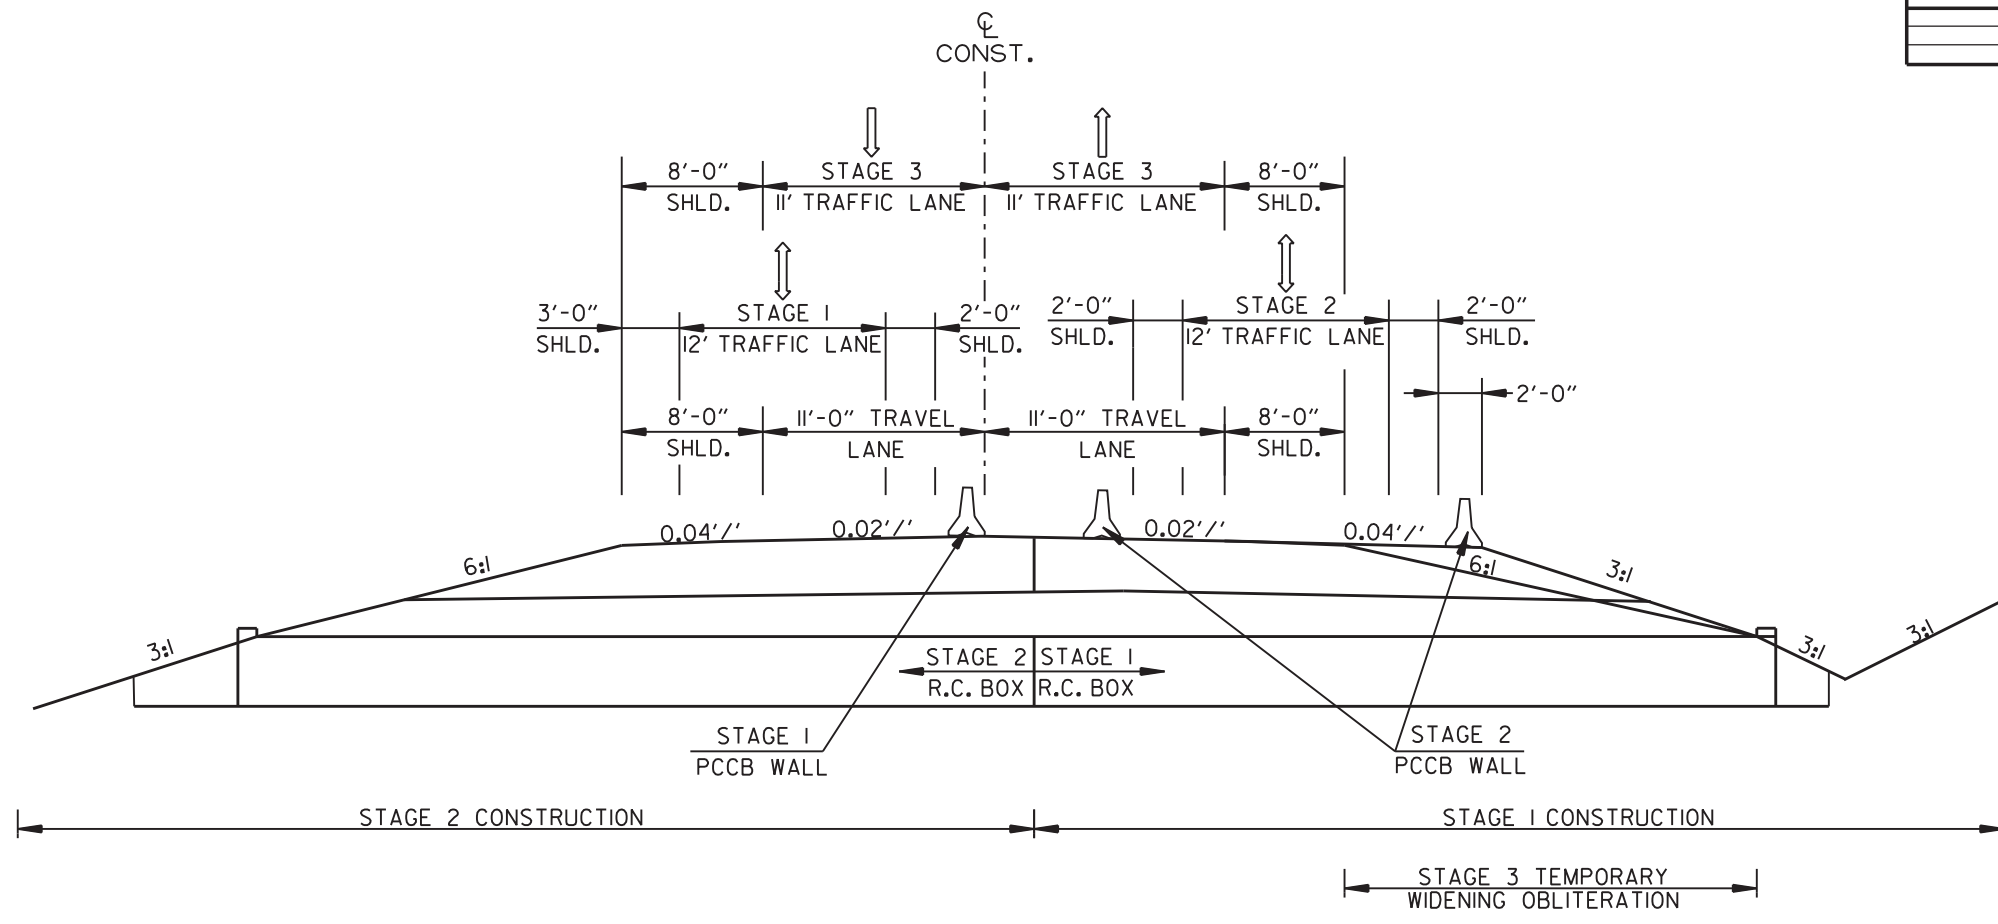 ℄
CONST.
8'-0" STAGE 3 STAGE 3 8'-0"
SHLD. 11' TRAFFIC LANE 11' TRAFFIC LANE SHLD.
3'-0" STAGE 1 2'-0" 2'-0" STAGE 2 2'-0"
SHLD. 12' TRAFFIC LANE SHLD. SHLD. 12' TRAFFIC LANE SHLD.
2'-0"
8'-0" 11'-0" TRAVEL 11'-0" TRAVEL 8'-0"
SHLD. LANE LANE SHLD.
0.04'/' 0.02'/' 0.02'/' 0.04'/'
6:1 6:1 3:1
3:1 3:1 3:1
STAGE 2 STAGE 1
R.C. BOX R.C. BOX
STAGE 1 STAGE 2
PCCB WALL PCCB WALL
STAGE 2 CONSTRUCTION STAGE 1 CONSTRUCTION
STAGE 3 TEMPORARY
WIDENING OBLITERATION